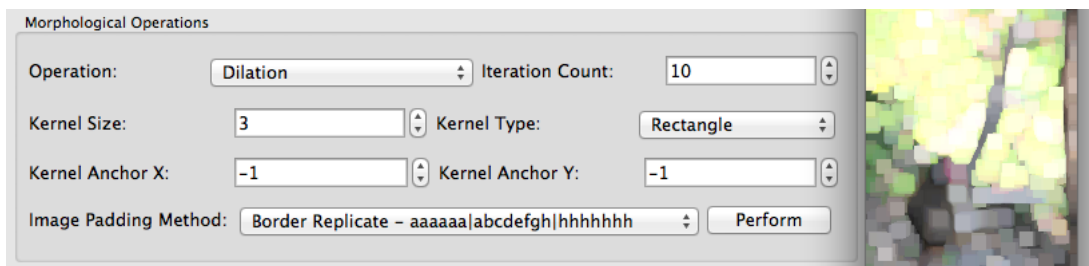 Morphological Operations
Operation: Dilation Iteration Count: 10
Kernel Size: 3 Kernel Type: Rectangle
Kernel Anchor X: -1 Kernel Anchor Y: -1
Image Padding Method: Border Replicate - aaaaaa|abcdefgh|hhhhhhh Perform